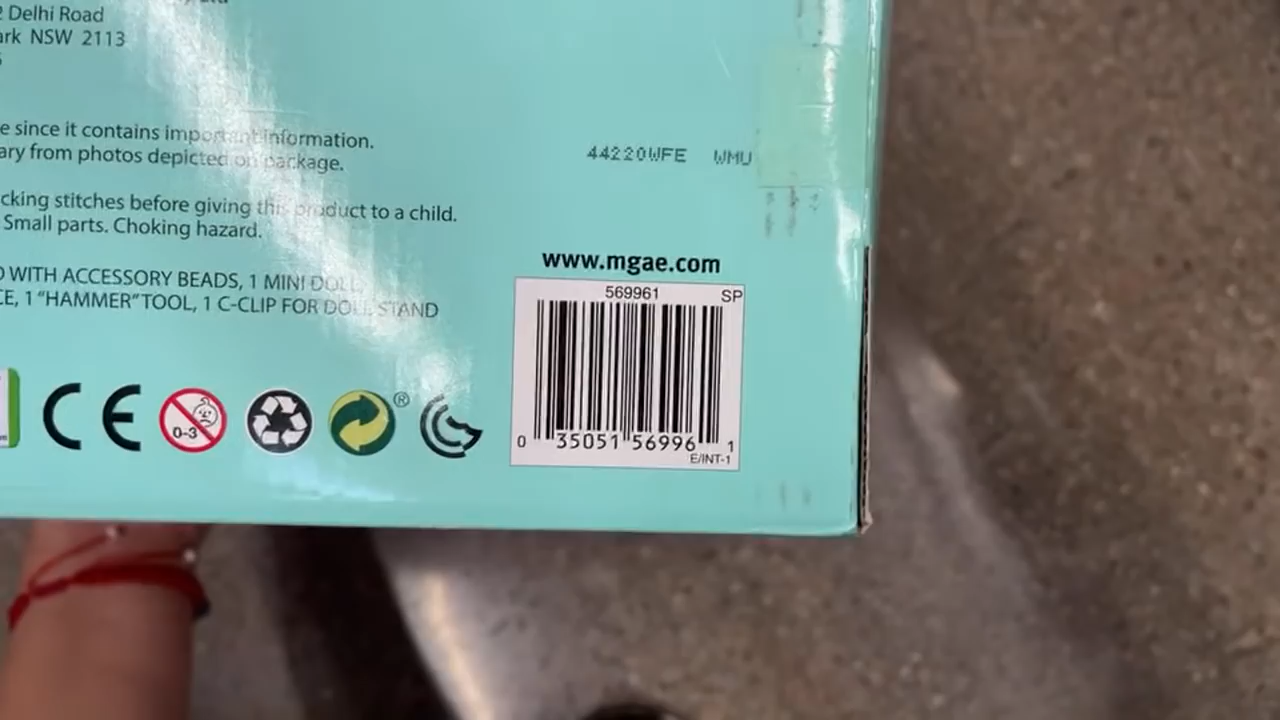 2 Delhi Road
ark NSW 2113
e since it contains important information.
ary from photos depicted on package.
44220WFE WMU
cking stitches before giving this product to a child.
Small parts. Choking hazard.
www.mgae.com
WITH ACCESSORY BEADS, 1 MINI DOLL,
CE, 1 "HAMMER" TOOL, 1 C-CLIP FOR DOLL STAND
569961 SP
CE
0-3
®
0 35051 56996 1
E/INT-1